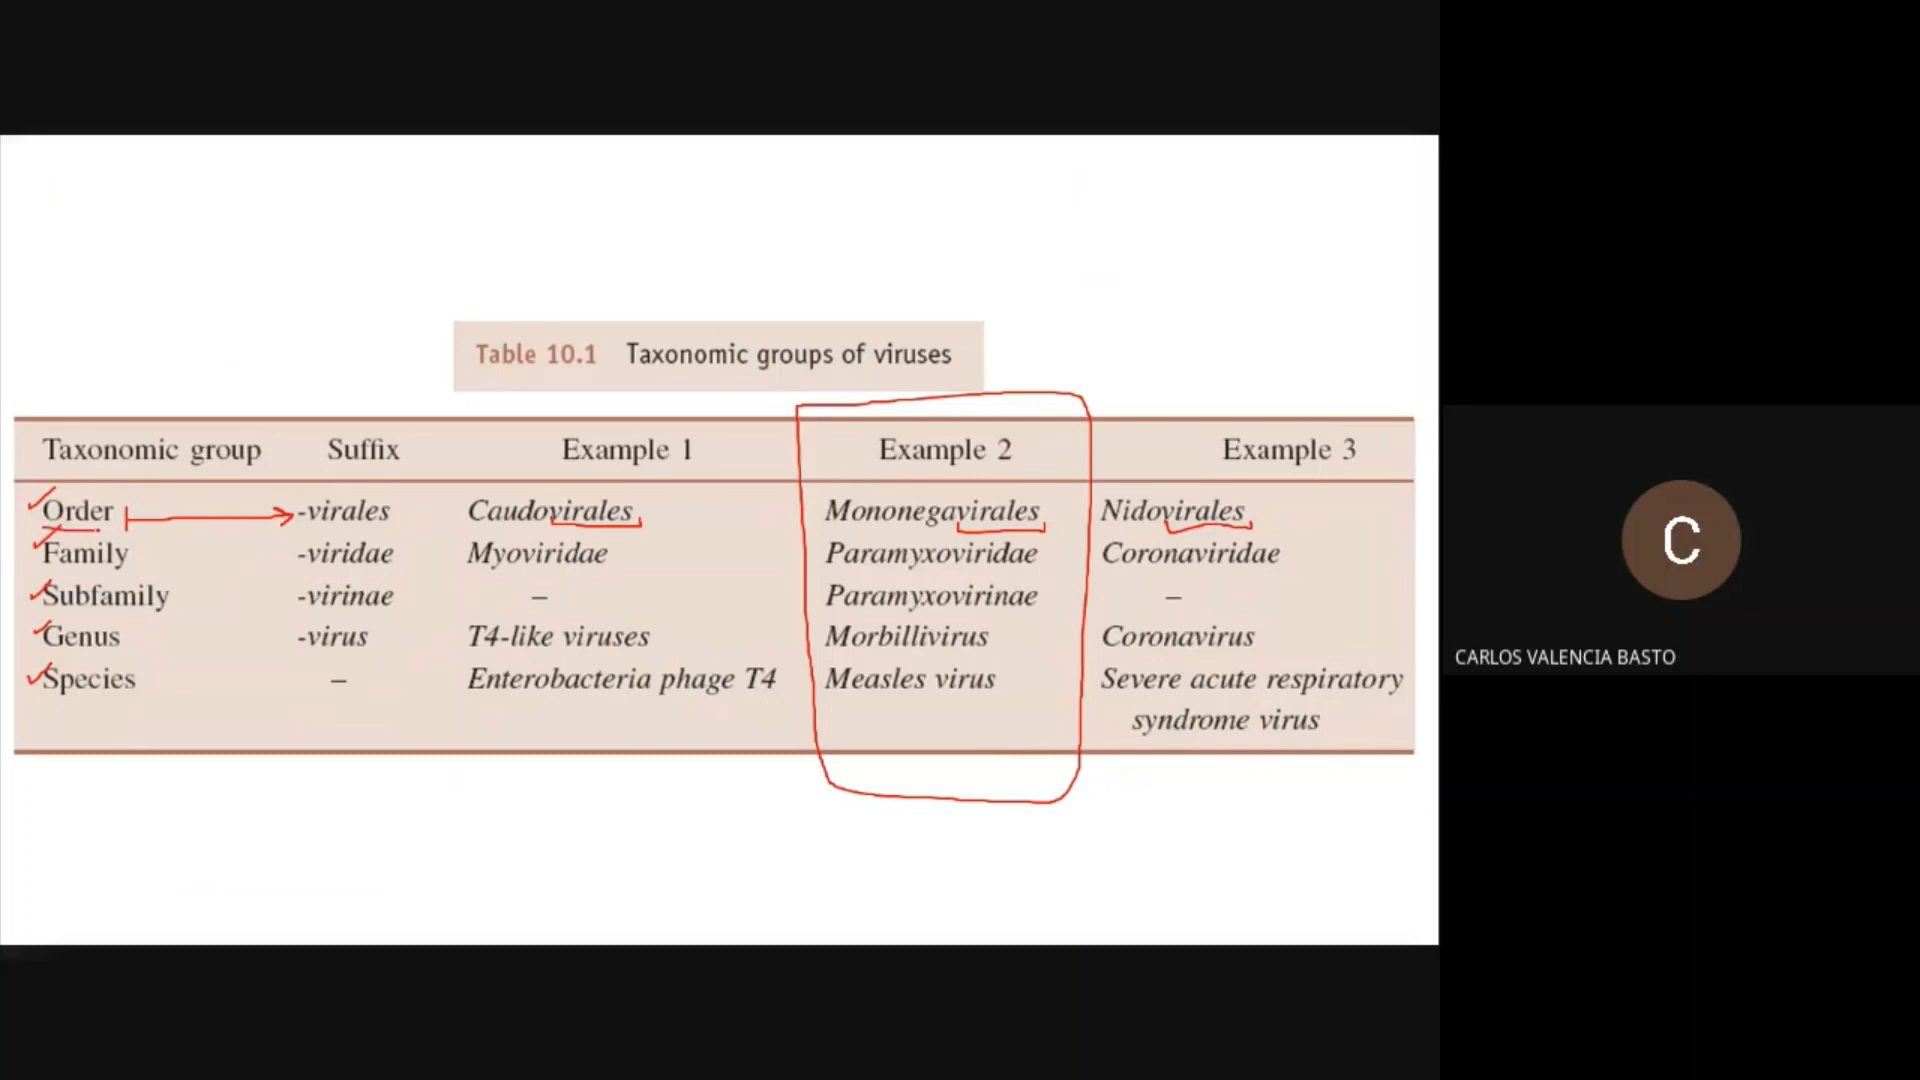 Table 10.1 Taxonomic groups of viruses
Taxonomic group Suffix Example 1 Example 2 Example 3
Order -virales Caudovirales Mononegavirales Nidovirales
Family -viridae Myoviridae Paramyxoviridae Coronaviridae
Subfamily -virinae – Paramyxovirinae –
Genus -virus T4-like viruses Morbillivirus Coronavirus
Species – Enterobacteria phage T4 Measles virus Severe acute respiratory
syndrome virus
C
CARLOS VALENCIA BASTO